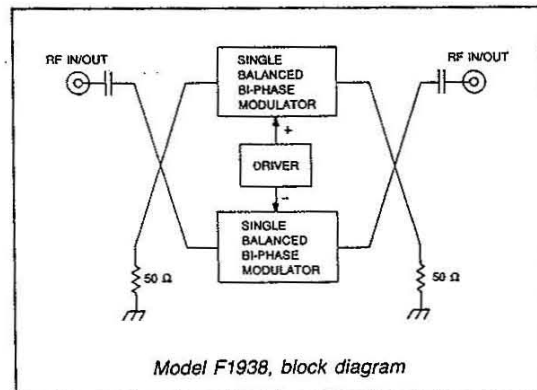 RF IN/OUT
SINGLE
BALANCED
BI-PHASE
MODULATOR
RF IN/OUT
+
DRIVER
-
SINGLE
BALANCED
BI-PHASE
MODULATOR
50 Ω
50 Ω
Model F1938, block diagram